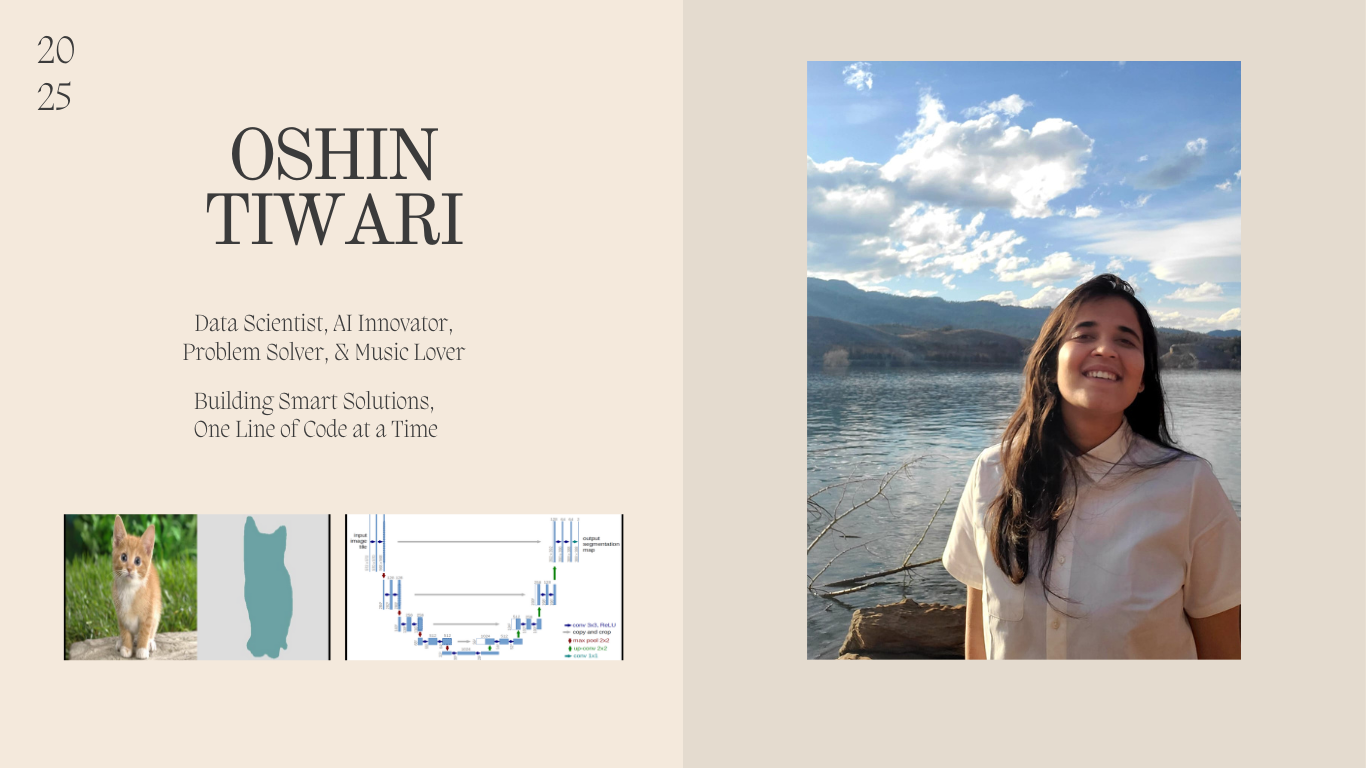 20
25
OSHIN
TIWARI
Data Scientist, AI Innovator,
Problem Solver, & Music Lover
Building Smart Solutions,
One Line of Code at a Time
input
image
tile
output
segmentation
map
conv 3x3, ReLU
copy and crop
max pool 2x2
up-conv 2x2
conv 1x1